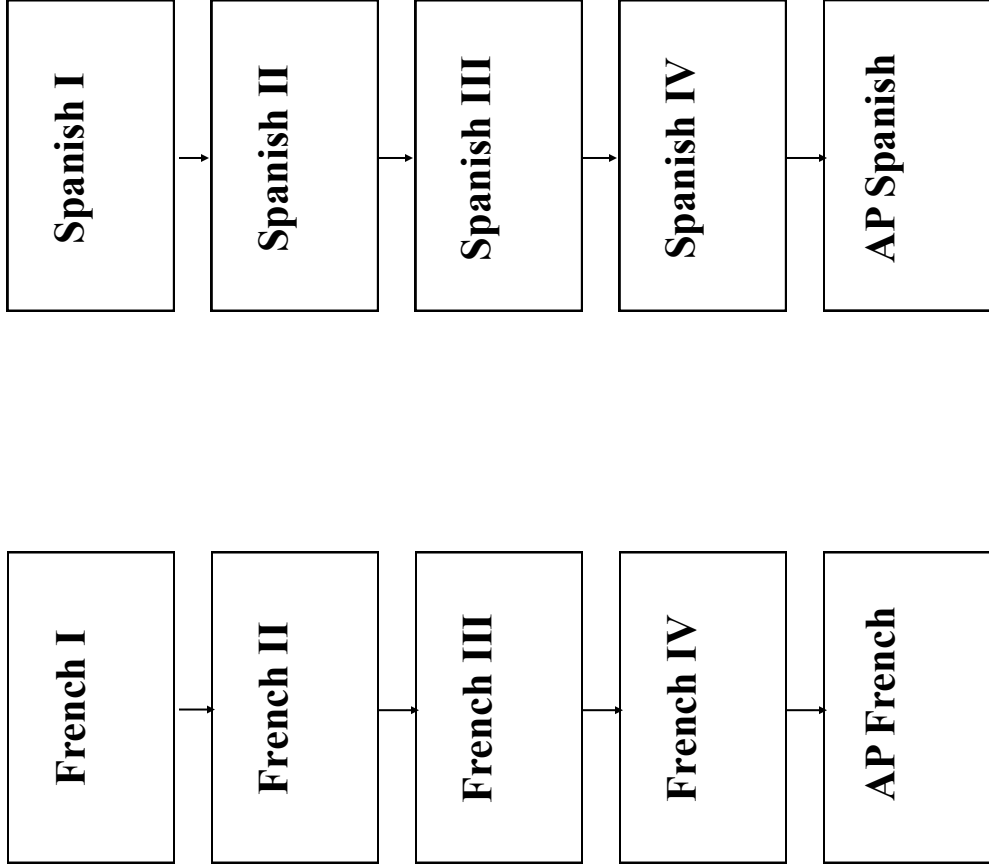 Spanish I
Spanish II
Spanish III
Spanish IV
AP Spanish
French I
French II
French III
French IV
AP French